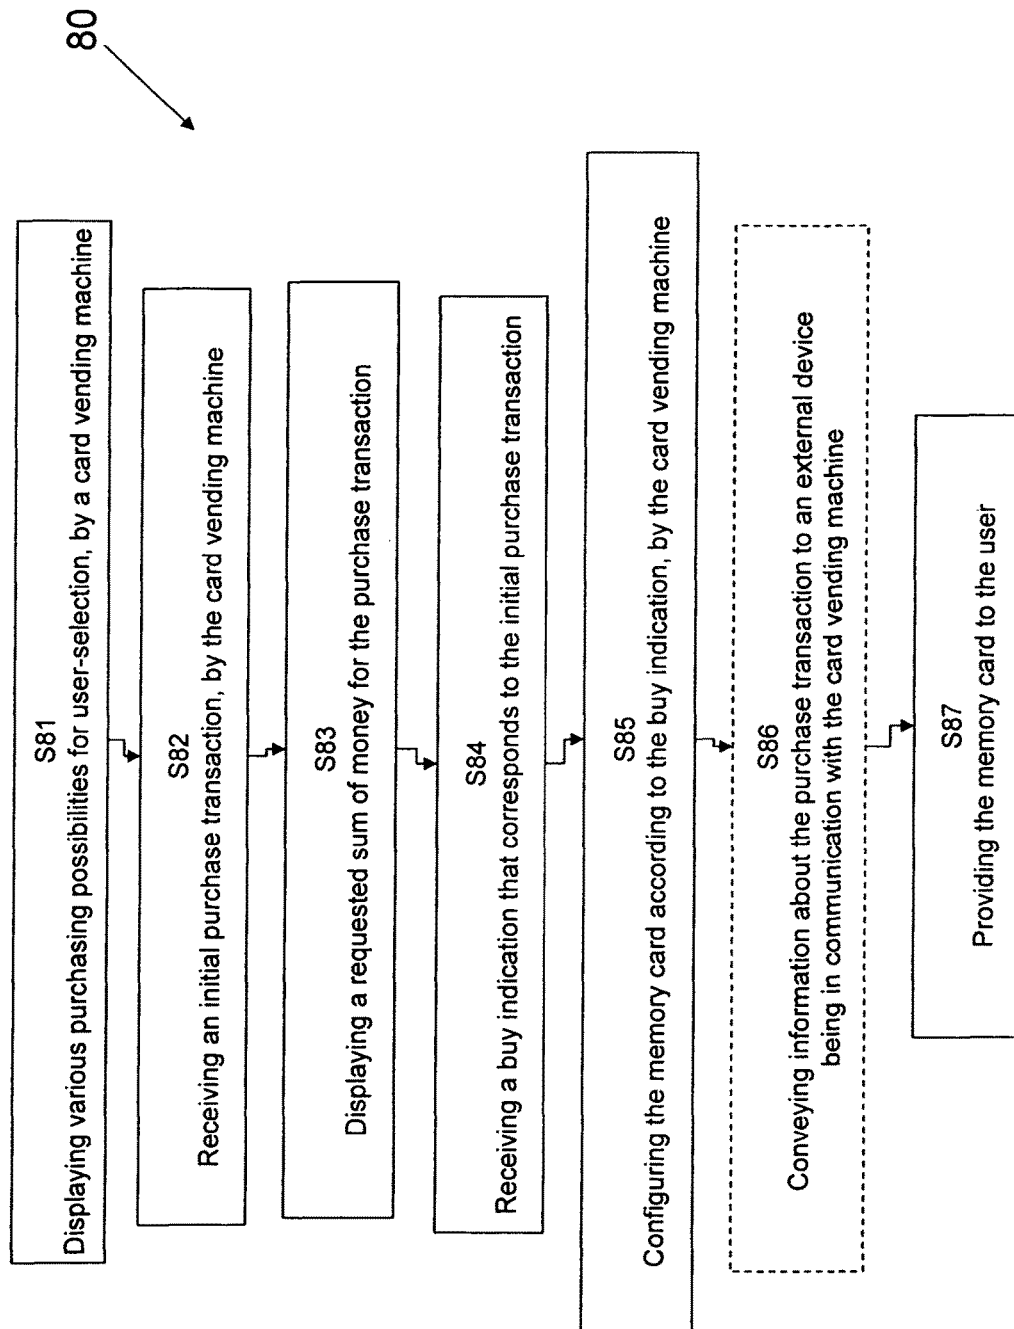 80
S81
Displaying various purchasing possibilities for user-selection, by a card vending machine
S82
Receiving an initial purchase transaction, by the card vending machine
S83
Displaying a requested sum of money for the purchase transaction
S84
Receiving a buy indication that corresponds to the initial purchase transaction
S85
Configuring the memory card according to the buy indication, by the card vending machine
S86
Conveying information about the purchase transaction to an external device
being in communication with the card vending machine
S87
Providing the memory card to the user